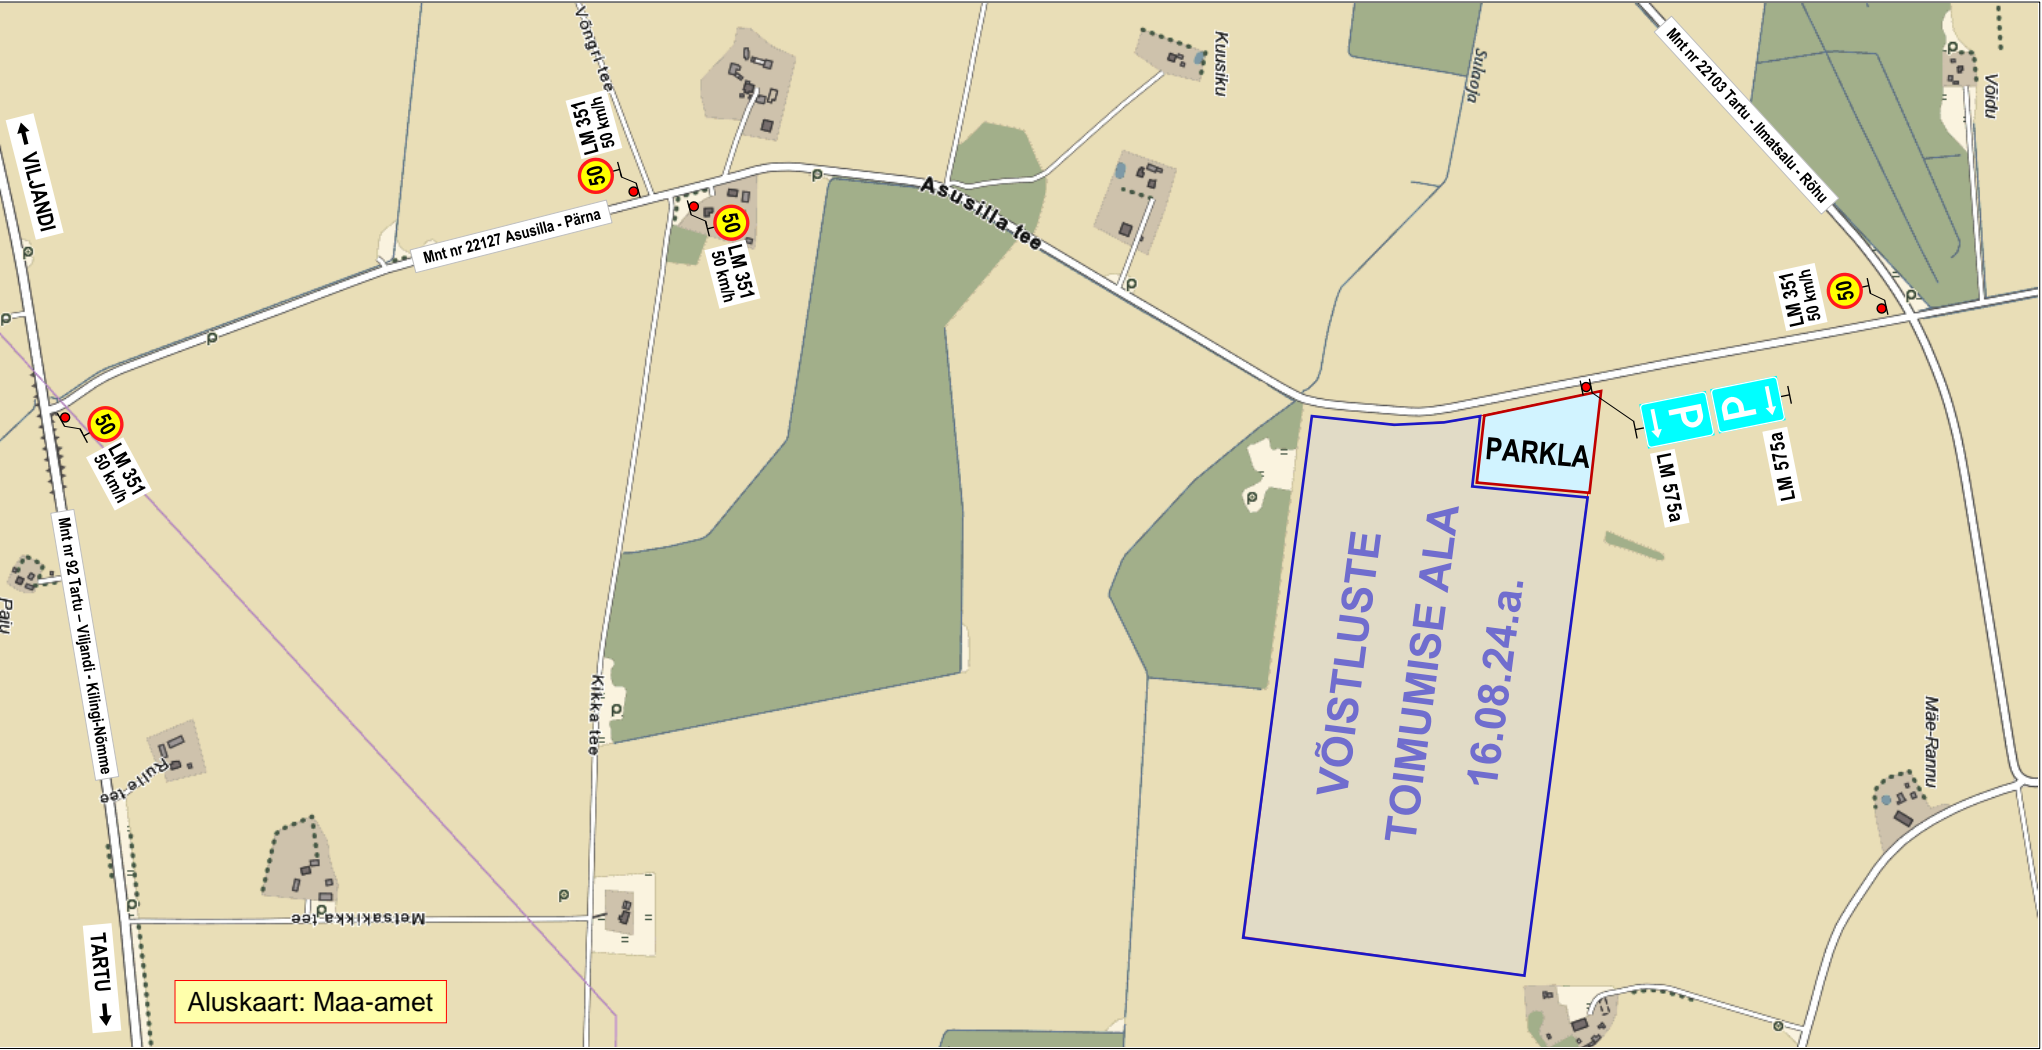 Võngri tee
Kuusiku
Sulaoja
Mnt nr 22103 Tartu - Ilmatsalu - Rõhu
Võidu
VILJANDI
50
LM 351
50 km/h
Mnt nr 22127 Asusilla - Pärna
50
LM 351
50 km/h
Asusilla tee
50
LM 351
50 km/h
P
P
LM 575a
LM 575a
PARKLA
50
LM 351
50 km/h
VÕISTLUSTE
TOIMUMISE ALA
16.08.24.a.
Mnt nr 92 Tartu – Viljandi - Kilingi-Nõmme
Paju
Kikka tee
Rulle tee
Mäe-Rannu
Metsakikka tee
TARTU
Aluskaart: Maa-amet